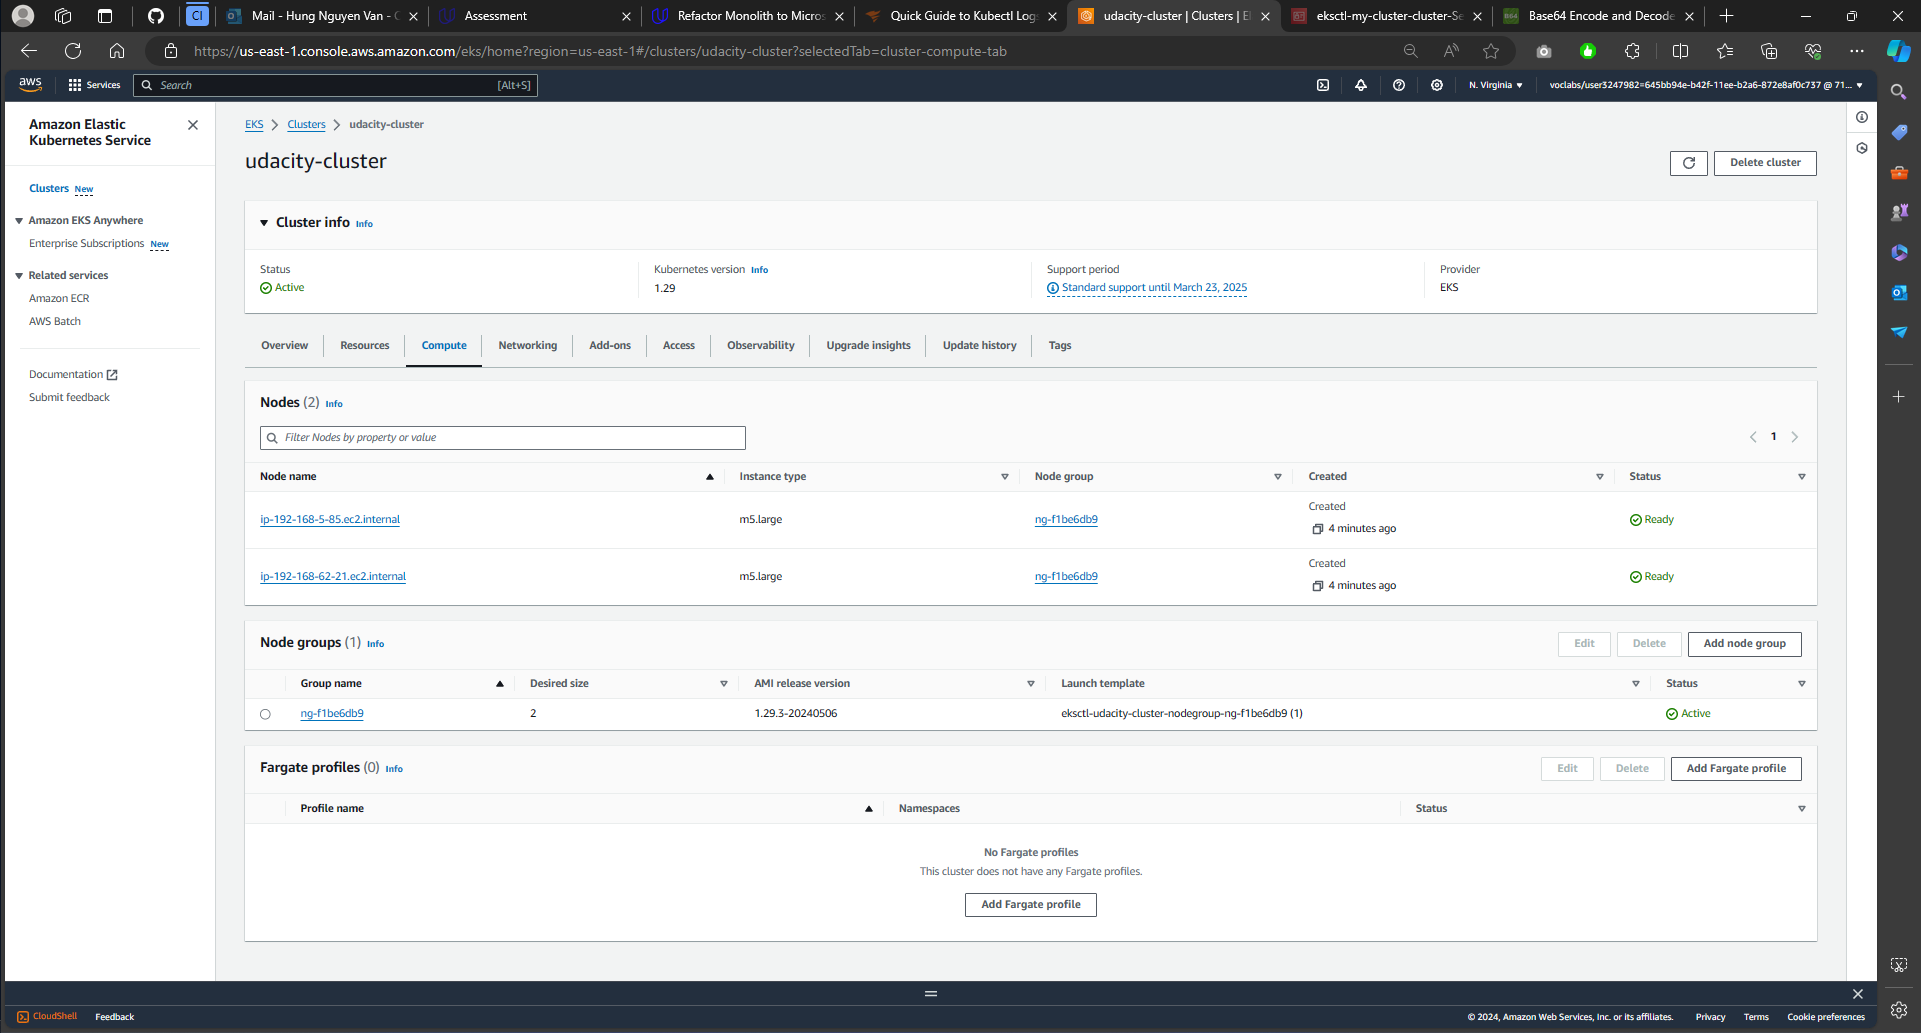 CI
Mail - Hung Nguyen Van -
Assessment
Refactor Monolith to Micros
Quick Guide to Kubectl Logs
udacity-cluster | Clusters | El
eksctl-my-cluster-cluster-Se
Base64 Encode and Decode
https://us-east-1.console.aws.amazon.com/eks/home?region=us-east-1#/clusters/udacity-cluster?selectedTab=cluster-compute-tab
aws
Services
Search
[Alt+S]
N. Virginia
voclabs/user3247982=645bb94e-b42f-11ee-b2a6-872e8af0c737 @ 71...
Amazon Elastic
Kubernetes Service
Clusters New
Amazon EKS Anywhere
Enterprise Subscriptions New
Related services
Amazon ECR
AWS Batch
Documentation
Submit feedback
EKS > Clusters > udacity-cluster
udacity-cluster
Delete cluster
Cluster info Info
Status
Active
Kubernetes version Info
1.29
Support period
Standard support until March 23, 2025
Provider
EKS
Overview
Resources
Compute
Networking
Add-ons
Access
Observability
Upgrade insights
Update history
Tags
Nodes (2) Info
Filter Nodes by property or value
1
Node name Instance type Node group Created Status
ip-192-168-5-85.ec2.internal m5.large ng-f1be6db9 Created
4 minutes ago
Ready
ip-192-168-62-21.ec2.internal m5.large ng-f1be6db9 Created
4 minutes ago
Ready
Node groups (1) Info
Edit
Delete
Add node group
Group name Desired size AMI release version Launch template Status
ng-f1be6db9 2 1.29.3-20240506 eksctl-udacity-cluster-nodegroup-ng-f1be6db9 (1) Active
Fargate profiles (0) Info
Edit
Delete
Add Fargate profile
Profile name Namespaces Status
No Fargate profiles
This cluster does not have any Fargate profiles.
Add Fargate profile
CloudShell
Feedback
© 2024, Amazon Web Services, Inc. or its affiliates.
Privacy
Terms
Cookie preferences